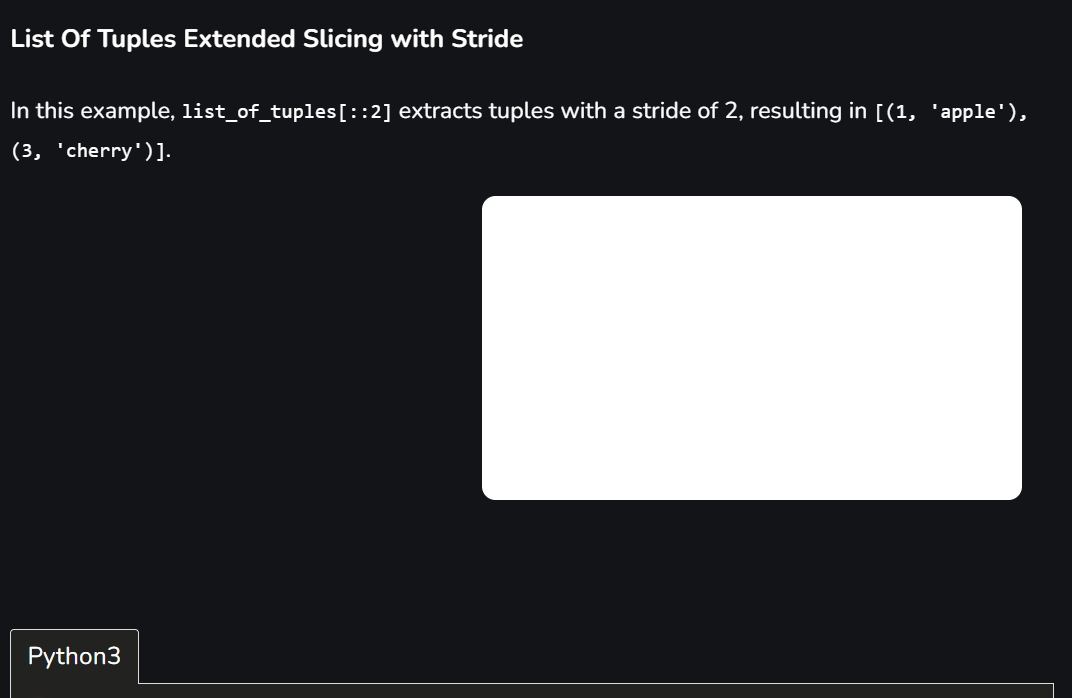 List Of Tuples Extended Slicing with Stride
In this example, list_of_tuples[::2] extracts tuples with a stride of 2, resulting in [(1, 'apple'),
(3, 'cherry')].
Python3